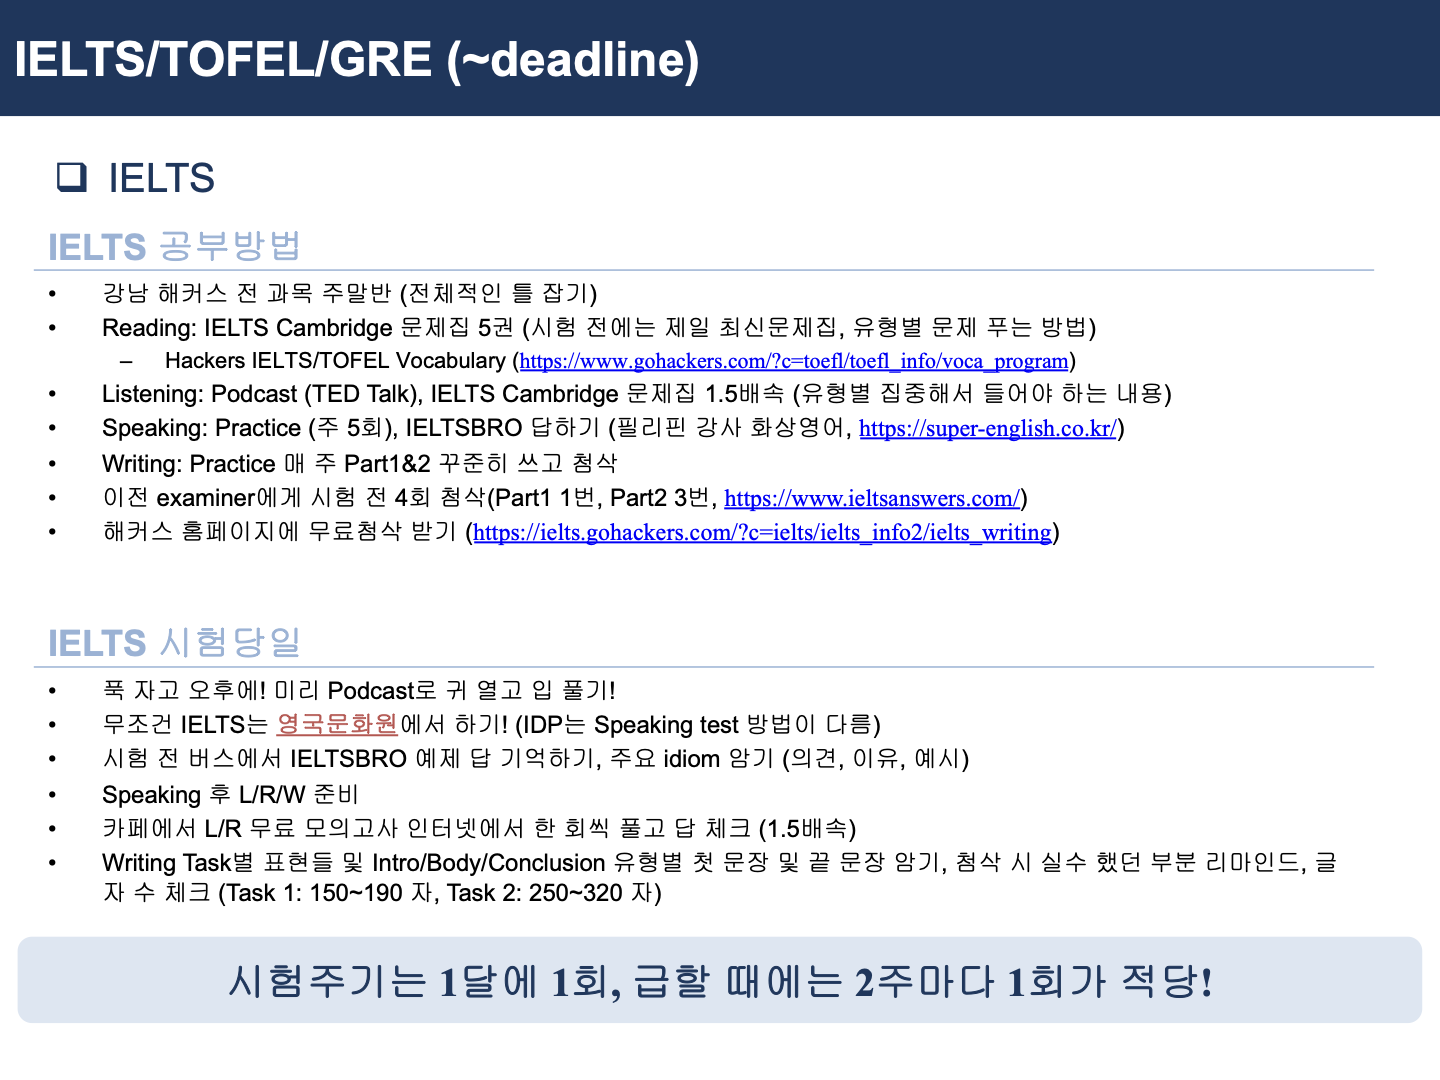 IELTS/TOFEL/GRE (~deadline)
❑ IELTS
IELTS 공부방법
• 강남 해커스 전 과목 주말반 (전체적인 틀 잡기)
• Reading: IELTS Cambridge 문제집 5권 (시험 전에는 제일 최신문제집, 유형별 문제 푸는 방법)
– Hackers IELTS/TOFEL Vocabulary (https://www.gohackers.com/?c=toefl/toefl_info/voca_program)
• Listening: Podcast (TED Talk), IELTS Cambridge 문제집 1.5배속 (유형별 집중해서 들어야 하는 내용)
• Speaking: Practice (주 5회), IELTSBRO 답하기 (필리핀 강사 화상영어, https://super-english.co.kr/)
• Writing: Practice 매 주 Part1&2 꾸준히 쓰고 첨삭
• 이전 examiner에게 시험 전 4회 첨삭(Part1 1번, Part2 3번, https://www.ieltsanswers.com/)
• 해커스 홈페이지에 무료첨삭 받기 (https://ielts.gohackers.com/?c=ielts/ielts_info2/ielts_writing)
IELTS 시험당일
• 푹 자고 오후에! 미리 Podcast로 귀 열고 입 풀기!
• 무조건 IELTS는 영국문화원에서 하기! (IDP는 Speaking test 방법이 다름)
• 시험 전 버스에서 IELTSBRO 예제 답 기억하기, 주요 idiom 암기 (의견, 이유, 예시)
• Speaking 후 L/R/W 준비
• 카페에서 L/R 무료 모의고사 인터넷에서 한 회씩 풀고 답 체크 (1.5배속)
• Writing Task별 표현들 및 Intro/Body/Conclusion 유형별 첫 문장 및 끝 문장 암기, 첨삭 시 실수 했던 부분 리마인드, 글
자 수 체크 (Task 1: 150~190 자, Task 2: 250~320 자)
시험주기는 1달에 1회, 급할 때에는 2주마다 1회가 적당!